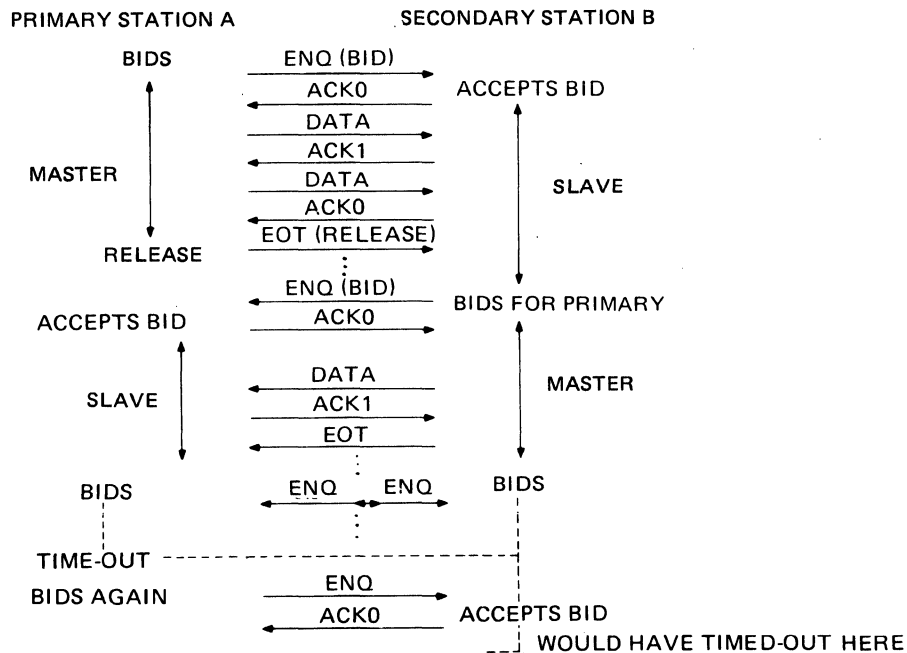 PRIMARY STATION A
SECONDARY STATION B
BIDS
ENQ (BID)
ACK0
ACCEPTS BID
DATA
ACK1
MASTER
DATA
SLAVE
ACK0
EOT (RELEASE)
RELEASE
ENQ (BID)
BIDS FOR PRIMARY
ACCEPTS BID
ACK0
DATA
MASTER
SLAVE
ACK1
EOT
BIDS
ENQ
ENQ
BIDS
TIME-OUT
BIDS AGAIN
ENQ
ACK0
ACCEPTS BID
WOULD HAVE TIMED-OUT HERE